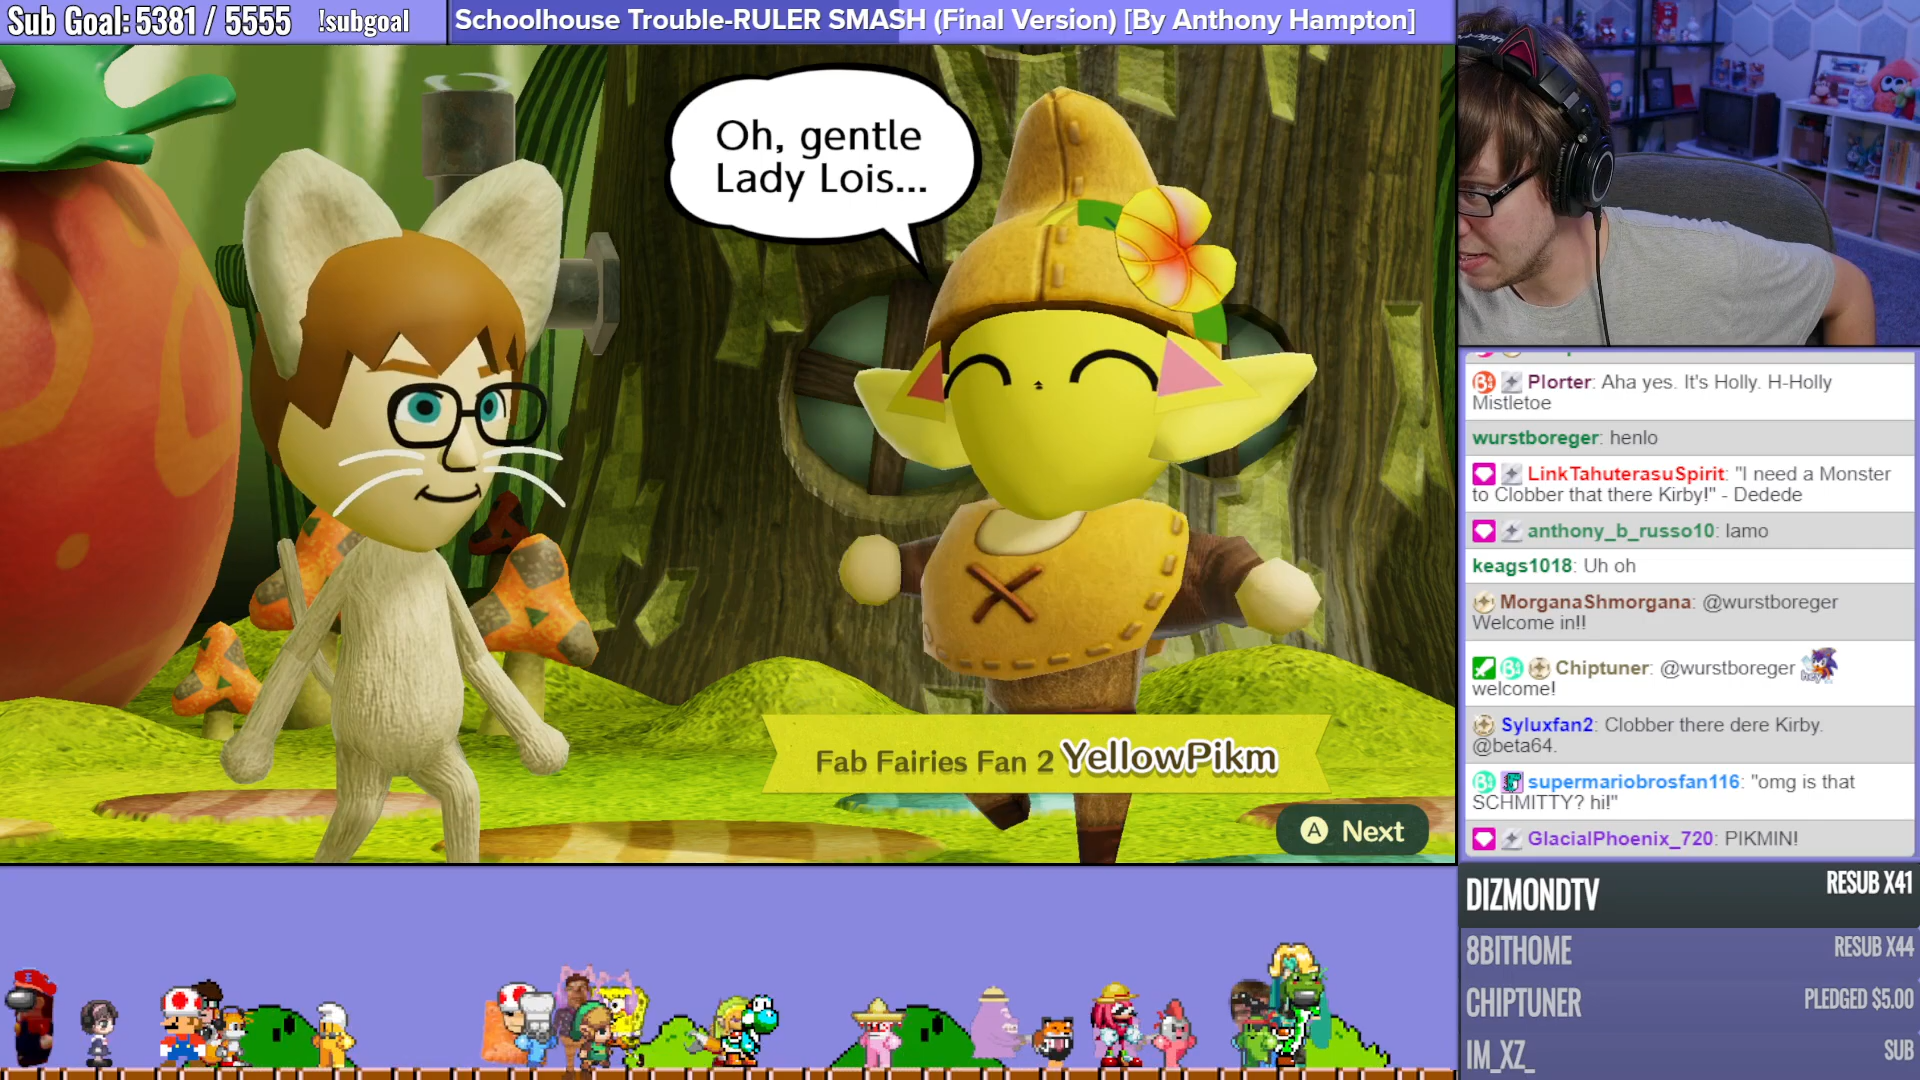 Sub Goal: 5381 / 5555 !subgoal
Schoolhouse Trouble-RULER SMASH (Final Version) [By Anthony Hampton]
Oh, gentle
Lady Lois...
Fab Fairies Fan 2 YellowPikm
A Next
Plorter: Aha yes. It's Holly. H-Holly
Mistletoe
wurstboreger: henlo
LinkTahuterasuSpirit: "I need a Monster
to Clobber that there Kirby!" - Dedede
anthony_b_russo10: lamo
keags1018: Uh oh
MorganaShmorgana: @wurstboreger
Welcome in!!
Chiptuner: @wurstboreger
welcome!
Syluxfan2: Clobber there dere Kirby.
@beta64.
supermariobrosfan116: "omg is that
SCHMITTY? hi!"
GlacialPhoenix_720: PIKMIN!
DIZMONDTV RESUB X41
8BITHOME RESUB X44
CHIPTUNER PLEDGED $5.00
IM_XZ_ SUB